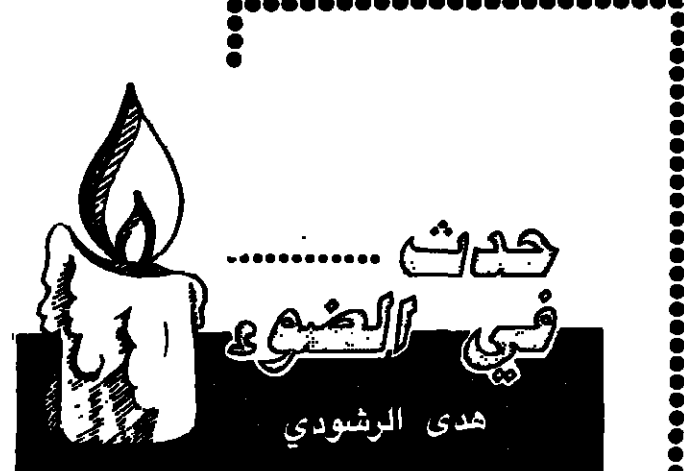 حدث ..........
في الضوء
هدى الرشودي